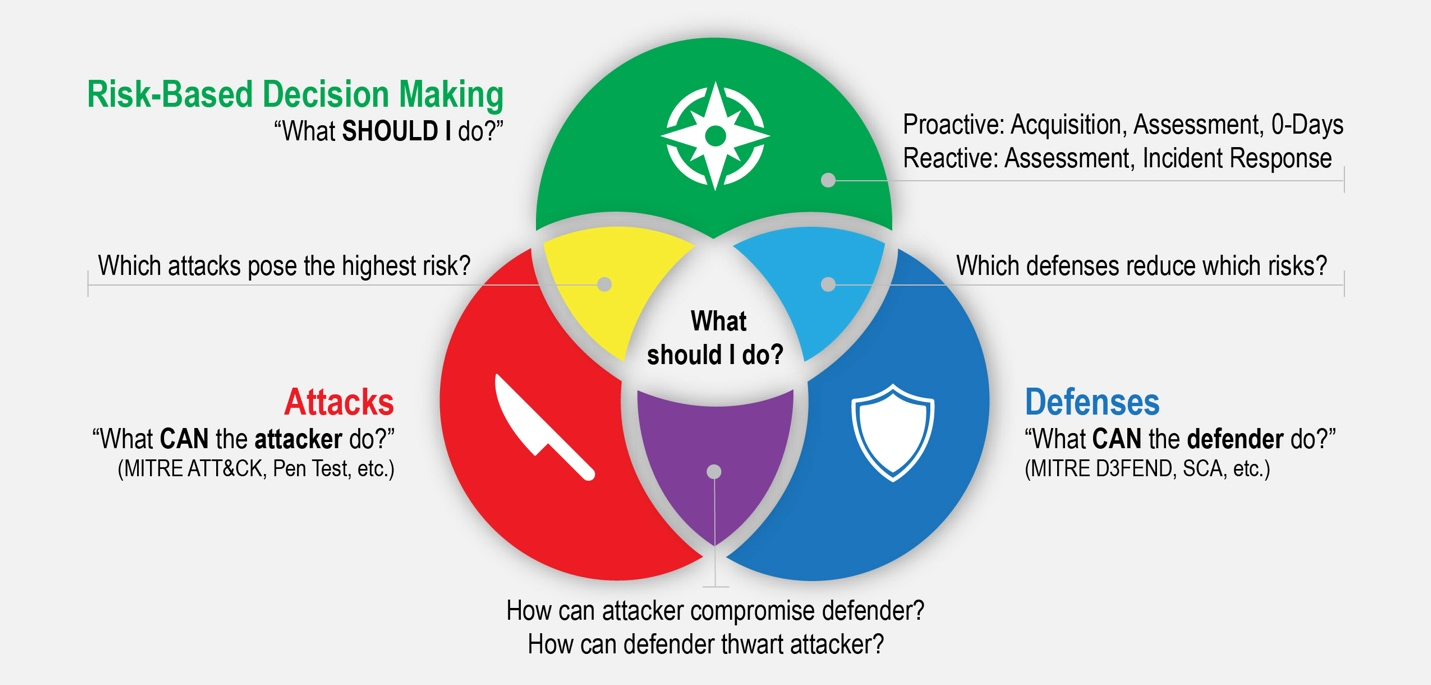 Risk-Based Decision Making
“What SHOULD I do?”
Proactive: Acquisition, Assessment, 0-Days
Reactive: Assessment, Incident Response
Which attacks pose the highest risk?
Which defenses reduce which risks?
What
should I do?
Attacks
“What CAN the attacker do?”
(MITRE ATT&CK, Pen Test, etc.)
Defenses
“What CAN the defender do?”
(MITRE D3FEND, SCA, etc.)
How can attacker compromise defender?
How can defender thwart attacker?